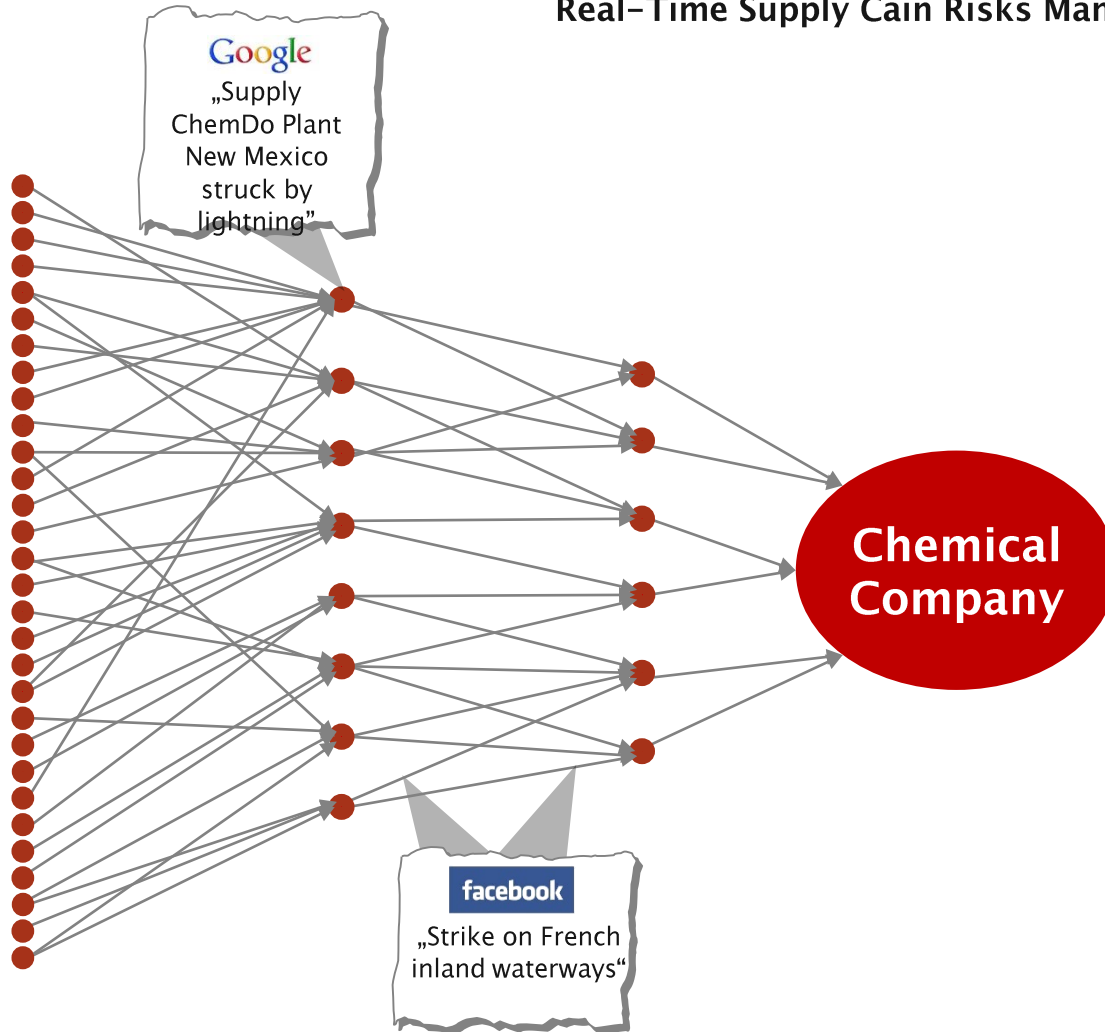 Real-Time Supply Cain Risks Man
Google
„Supply
ChemDo Plant
New Mexico
struck by
lightning”
Chemical
Company
facebook
„Strike on French
inland waterways“